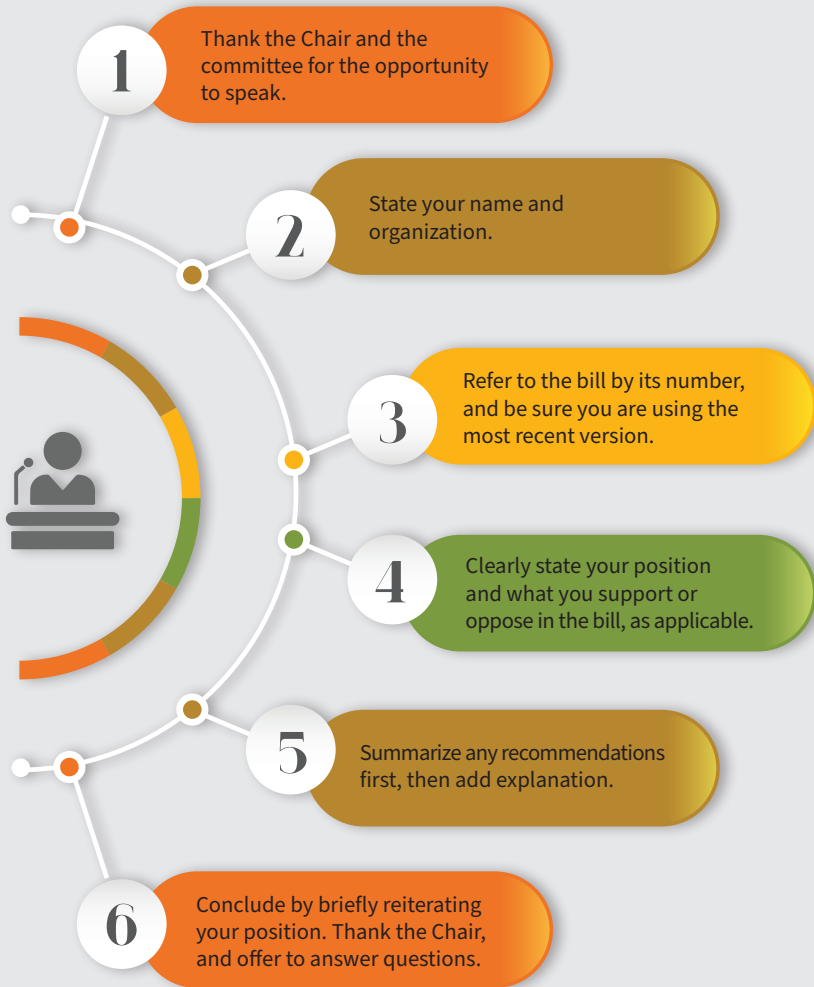 1
Thank the Chair and the
committee for the opportunity
to speak.
2
State your name and
organization.
3
Refer to the bill by its number,
and be sure you are using the
most recent version.
4
Clearly state your position
and what you support or
oppose in the bill, as applicable.
5
Summarize any recommendations
first, then add explanation.
6
Conclude by briefly reiterating
your position. Thank the Chair,
and offer to answer questions.